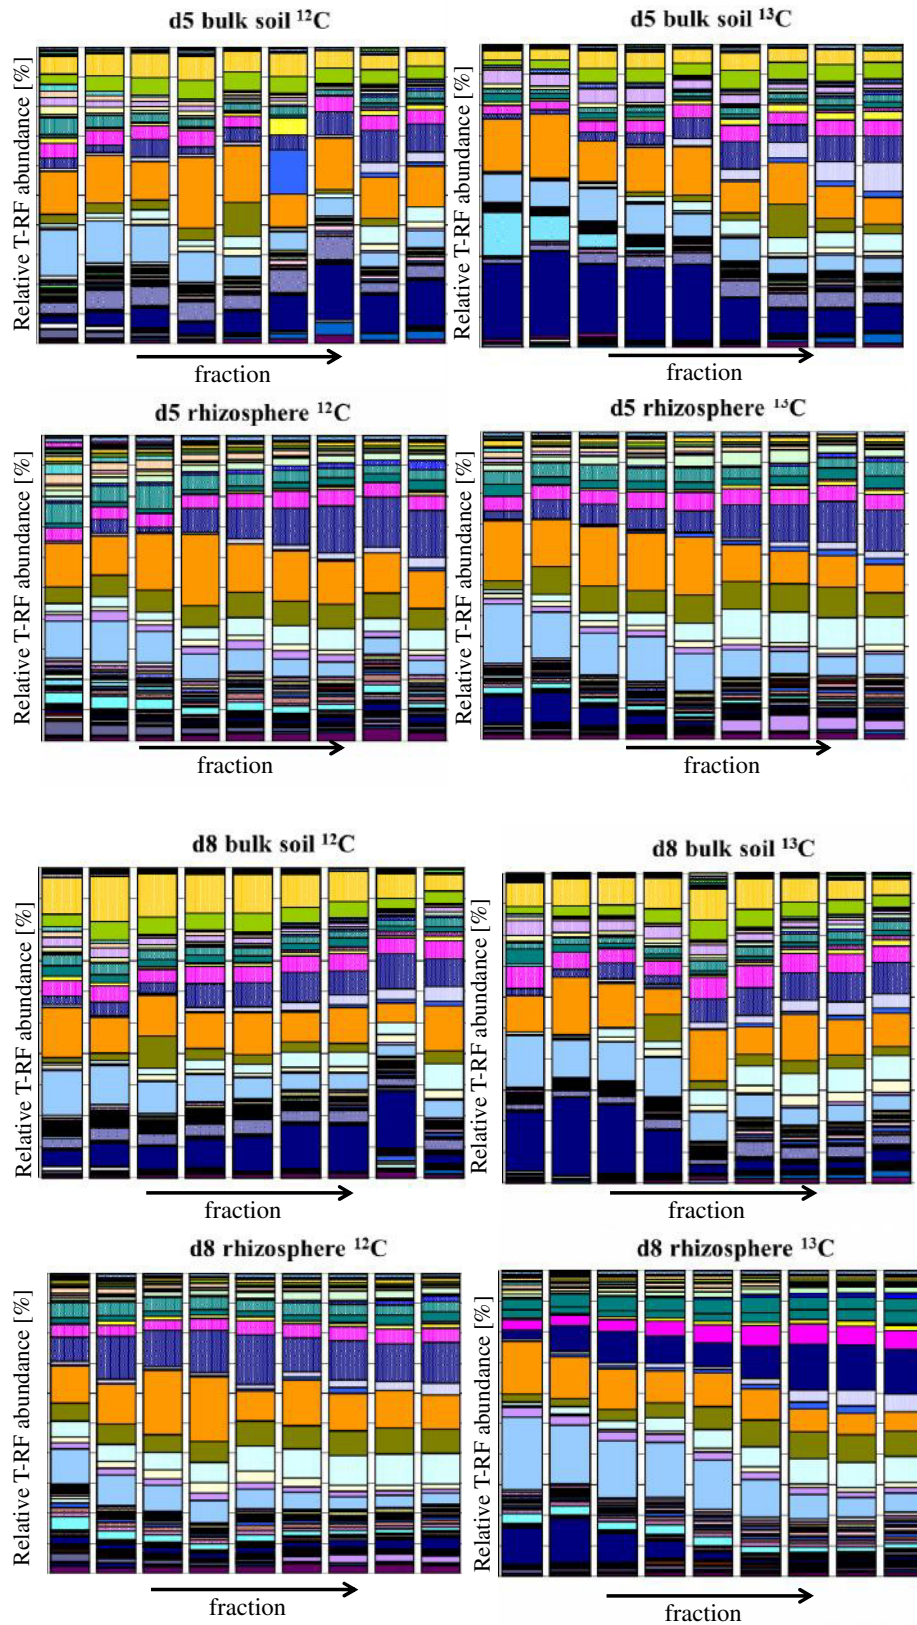 d5 bulk soil ¹²C
d5 bulk soil ¹³C
Relative T-RF abundance [%]
Relative T-RF abundance [%]
fraction
fraction
d5 rhizosphere ¹²C
d5 rhizosphere ¹³C
Relative T-RF abundance [%]
Relative T-RF abundance [%]
fraction
fraction
d8 bulk soil ¹²C
d8 bulk soil ¹³C
Relative T-RF abundance [%]
Relative T-RF abundance [%]
fraction
fraction
d8 rhizosphere ¹²C
d8 rhizosphere ¹³C
Relative T-RF abundance [%]
Relative T-RF abundance [%]
fraction
fraction